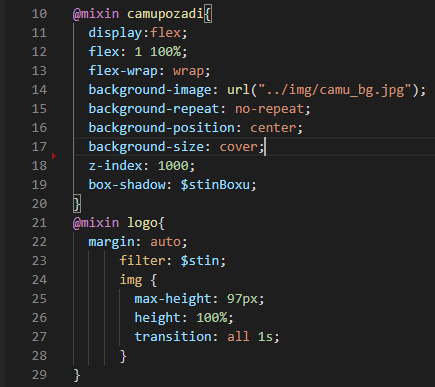 10 @mixin camupozadi{
11 display:flex;
12 flex: 1 100%;
13 flex-wrap: wrap;
14 background-image: url("../img/camu_bg.jpg");
15 background-repeat: no-repeat;
16 background-position: center;
17 background-size: cover;
18 z-index: 1000;
19 box-shadow: $stinBoxu;
20 }
21 @mixin logo{
22 margin: auto;
23 filter: $stin;
24 img {
25 max-height: 97px;
26 height: 100%;
27 transition: all 1s;
28 }
29 }